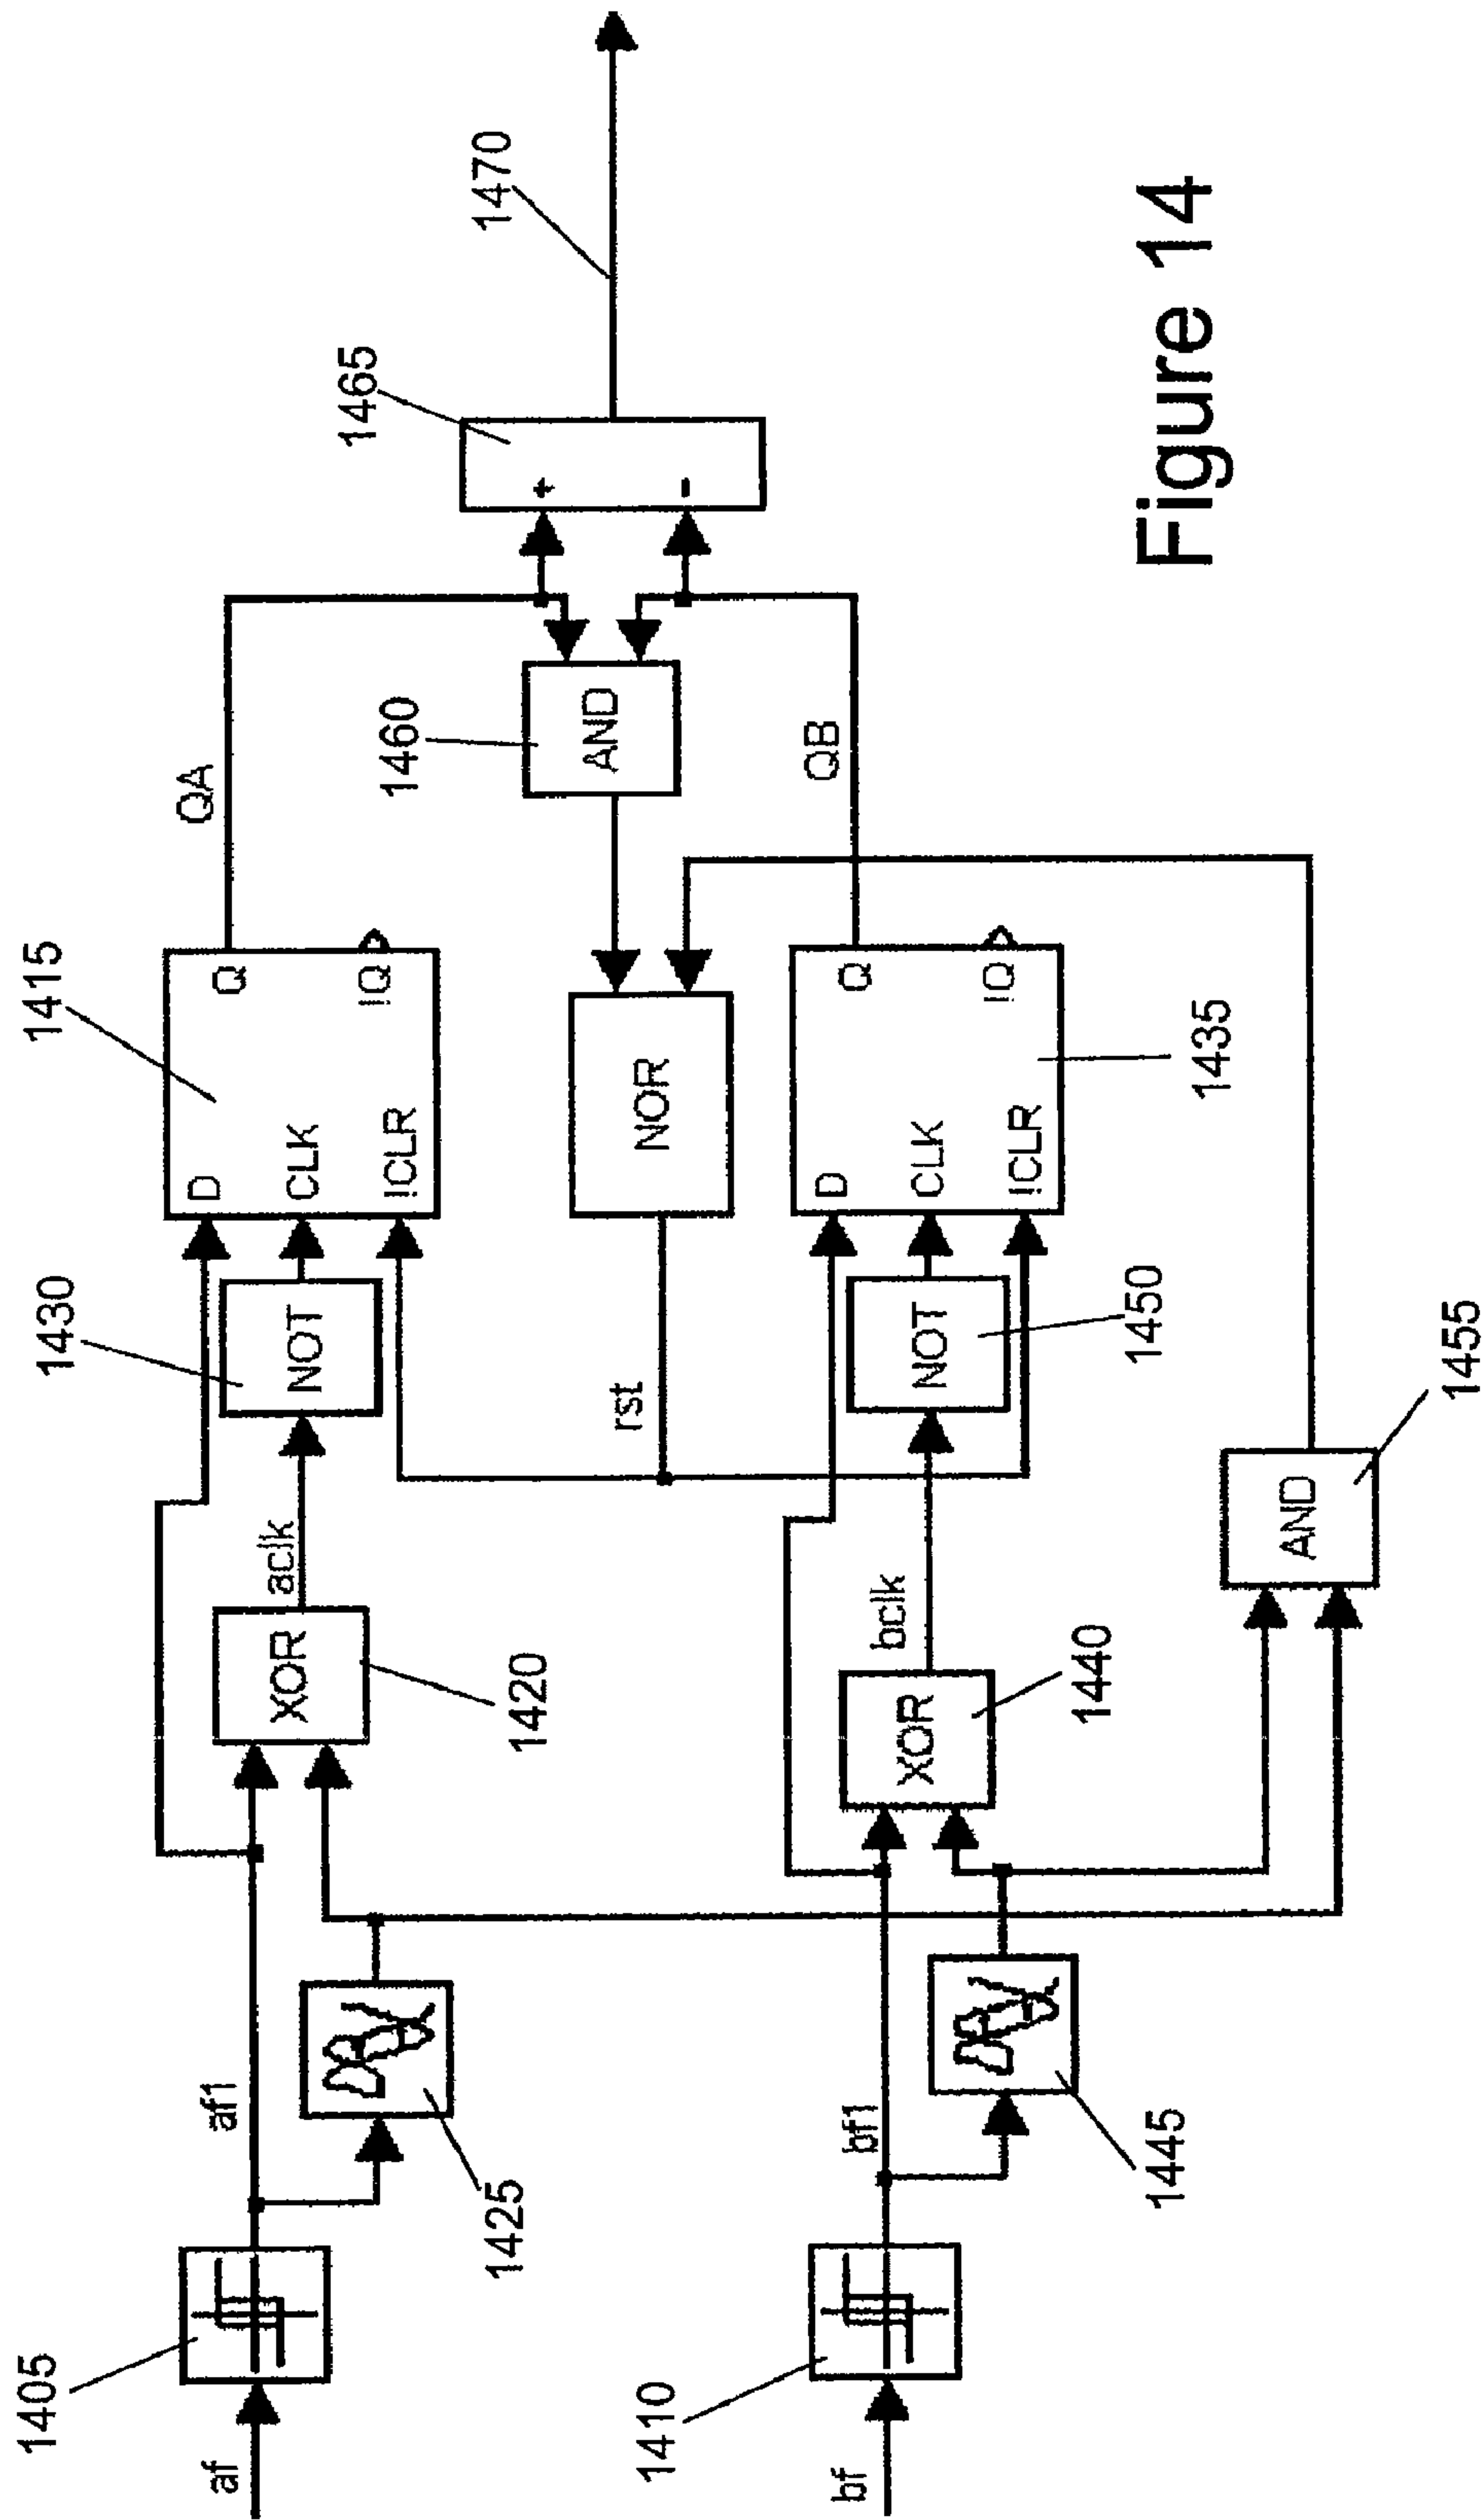 1405
af
af1
1425
XOR
1420
aclk
1430
NOT
D
CLK
!CLR
Q
!Q
1415
QA
rst
NOR
1460
AND
1465
+
-
1470
1410
bf
bf1
1445
XOR
1440
bclk
NOT
1450
D
CLK
!CLR
Q
!Q
1435
QB
AND
1455
Figure 14